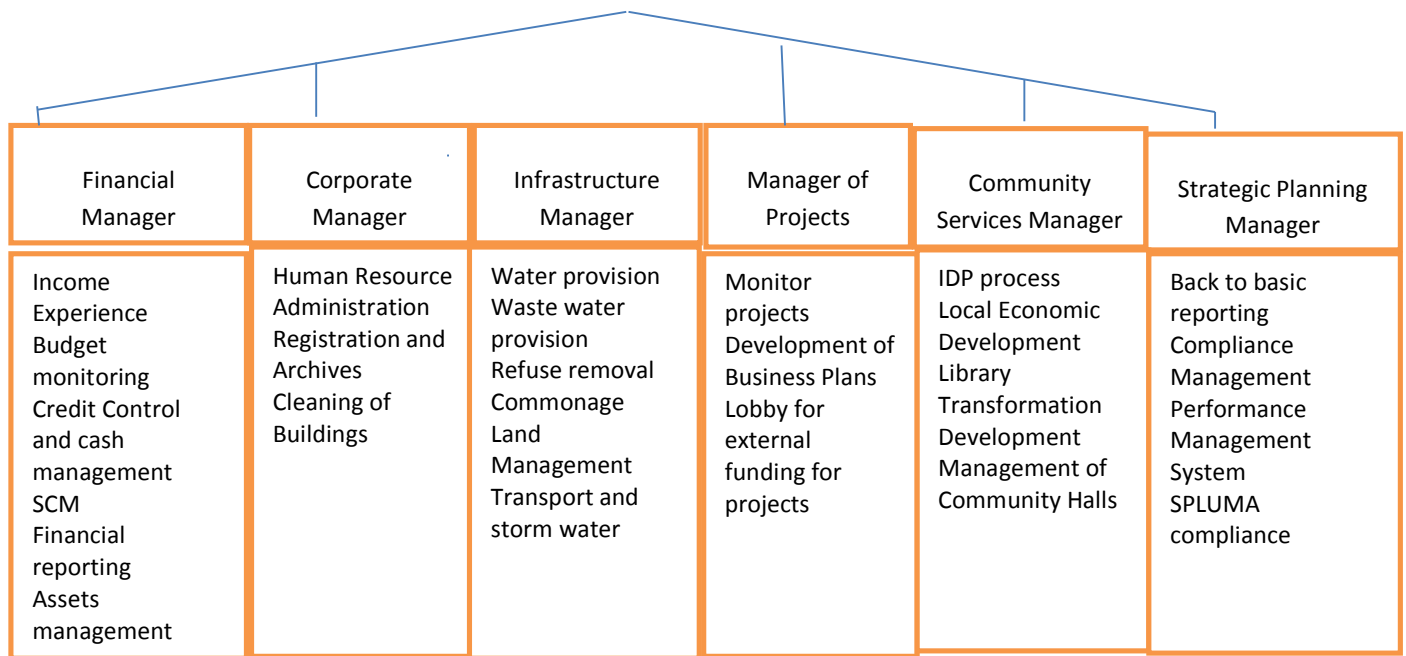 Financial
Manager
Corporate
Manager
Infrastructure
Manager
Manager of
Projects
Community
Services Manager
Strategic Planning
Manager
Income
Experience
Budget
monitoring
Credit Control
and cash
management
SCM
Financial
reporting
Assets
management
Human Resource
Administration
Registration and
Archives
Cleaning of
Buildings
Water provision
Waste water
provision
Refuse removal
Commonage
Land
Management
Transport and
storm water
Monitor
projects
Development of
Business Plans
Lobby for
external
funding for
projects
IDP process
Local Economic
Development
Library
Transformation
Development
Management of
Community Halls
Back to basic
reporting
Compliance
Management
Performance
Management
System
SPLUMA
compliance